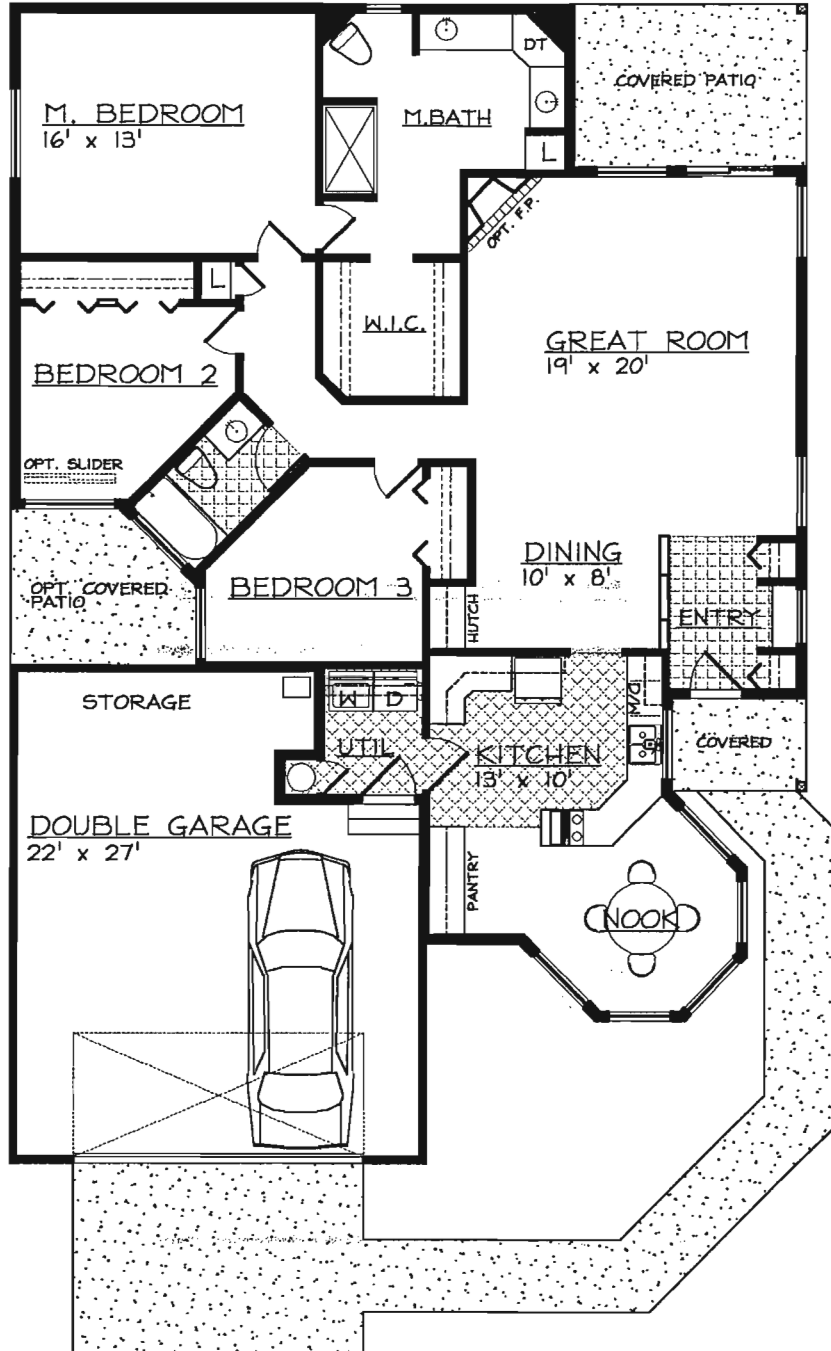 COVERED PATIO
DT
M. BEDROOM
16' x 13'
M.BATH
L
OPT. F.P.
L
W.I.C.
GREAT ROOM
19' x 20'
BEDROOM 2
OPT. SLIDER
DINING
10' x 8'
OPT. COVERED
PATIO
BEDROOM 3
HUTCH
ENTRY
STORAGE
W D
D/W
UTIL
KITCHEN
13' x 10'
COVERED
DOUBLE GARAGE
22' x 27'
PANTRY
NOOK